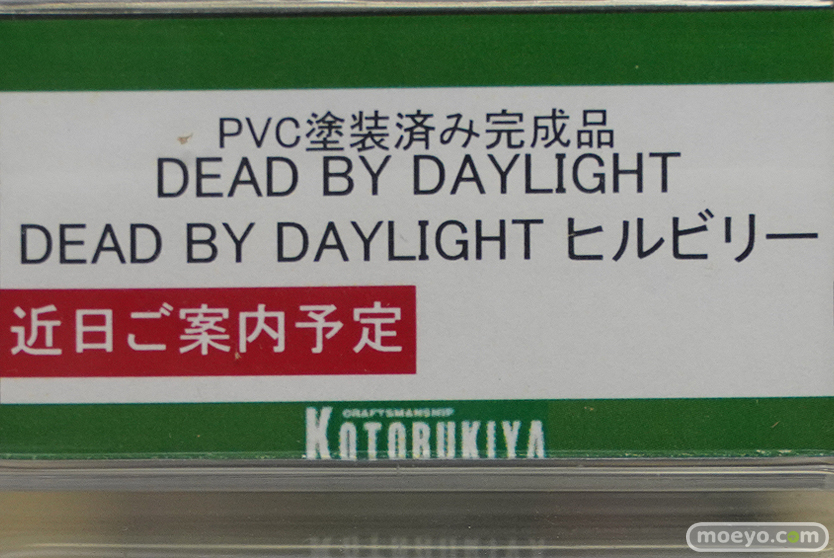 PVC塗装済み完成品
DEAD BY DAYLIGHT
DEAD BY DAYLIGHT ヒルビリー
近日ご案内予定
CRAFTSMANSHIP
KOTOBUKIYA
moeyo.com